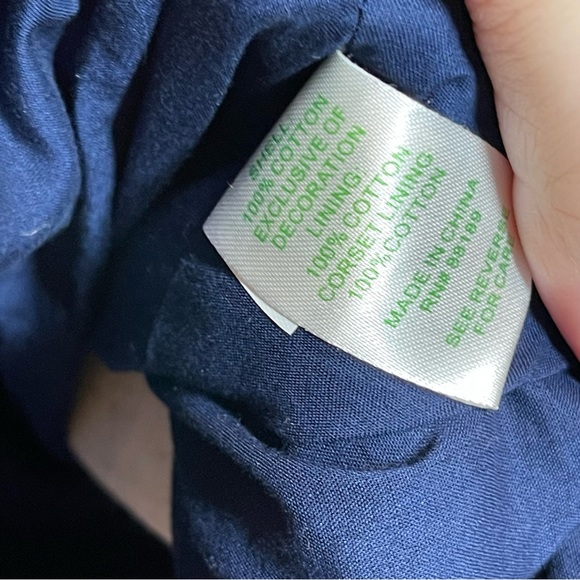 SHELL
100% COTTON
EXCLUSIVE OF
DECORATION
LINING
100% COTTON
CORSET LINING
100%COTTON
MADE IN CHINA
RN# 88189
SEE REVERSE
FOR CARE